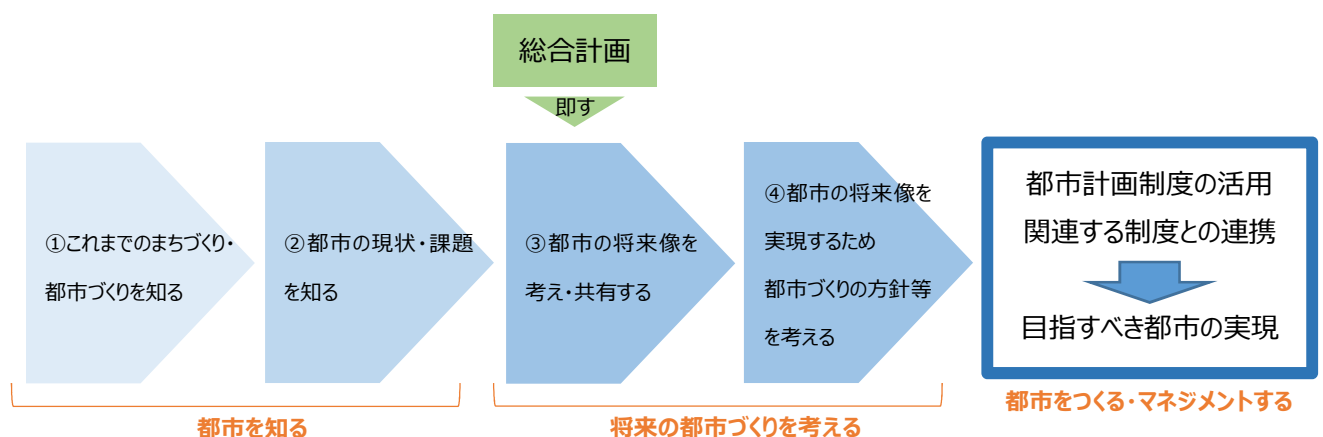 総合計画
即す
①これまでのまちづくり・
都市づくりを知る
②都市の現状・課題
を知る
③都市の将来像を
考え・共有する
④都市の将来像を
実現するため
都市づくりの方針等
を考える
都市計画制度の活用
関連する制度との連携
目指すべき都市の実現
都市を知る
将来の都市づくりを考える
都市をつくる・マネジメントする